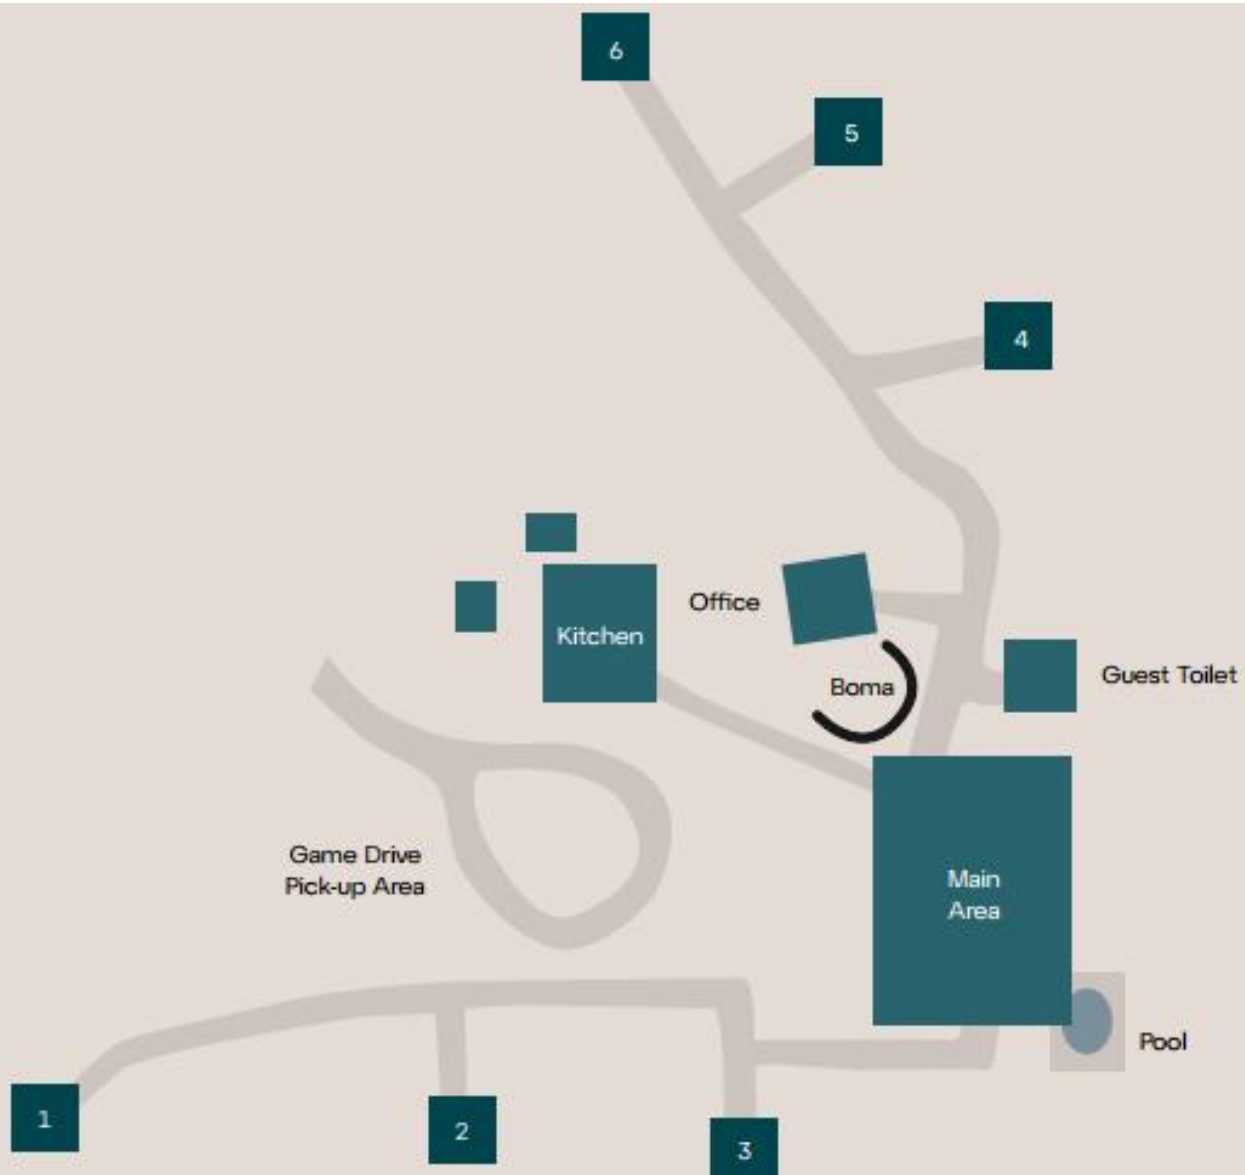 6
5
4
Office
Kitchen
Guest Toilet
Boma
Game Drive
Pick-up Area
Main
Area
Pool
1
2
3